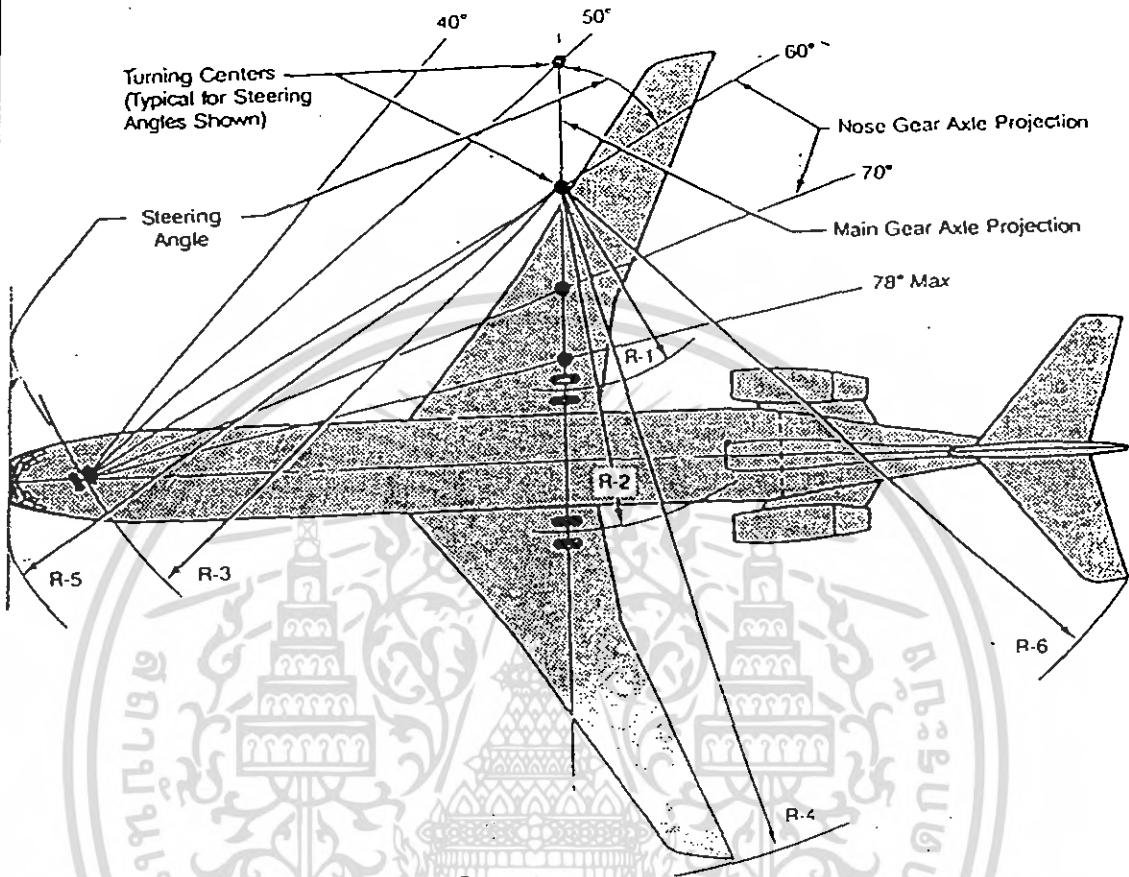 40°
50°
60°
Turning Centers
(Typical for Steering
Angles Shown)
Nose Gear Axle Projection
70°
Steering
Angle
Main Gear Axle Projection
78° Max
R-1
R-2
R-5
R-3
R-6
R-4